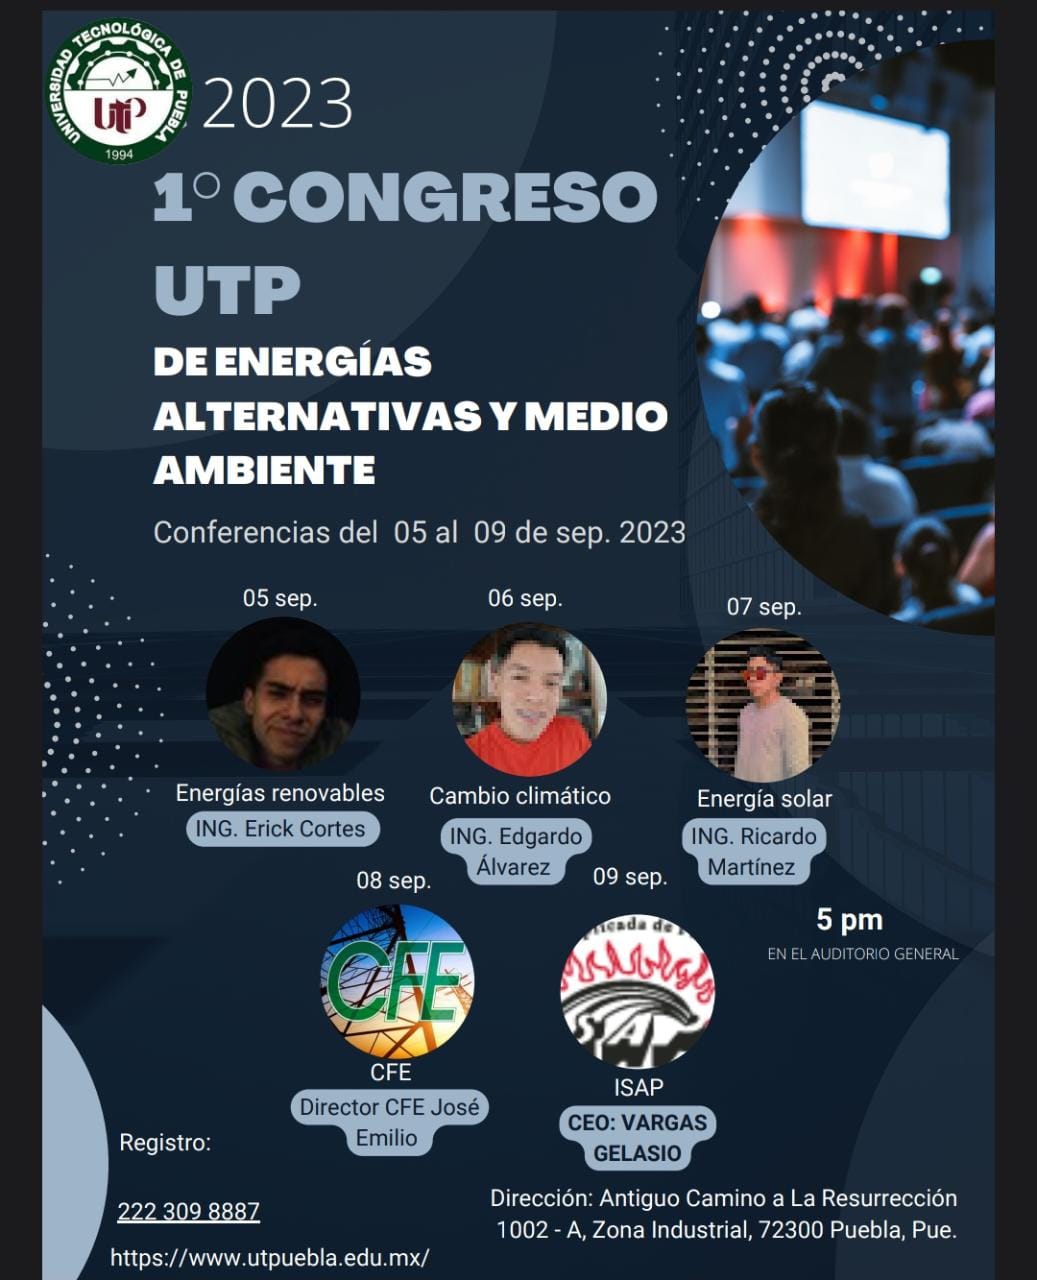 UNIVERSIDAD TECNOLÓGICA DE PUEBLA
UTP
1994
2023
1° CONGRESO
UTP
DE ENERGÍAS
ALTERNATIVAS Y MEDIO
AMBIENTE
Conferencias del 05 al 09 de sep. 2023
05 sep.
06 sep.
07 sep.
Energías renovables
ING. Erick Cortes
Cambio climático
ING. Edgardo
Álvarez
Energía solar
ING. Ricardo
Martínez
08 sep.
09 sep.
5 pm
EN EL AUDITORIO GENERAL
CFE
CFE
Director CFE José
Emilio
ISAP
CEO: VARGAS
GELASIO
Registro:
222 309 8887
https://www.utpuebla.edu.mx/
Dirección: Antiguo Camino a La Resurrección
1002 - A, Zona Industrial, 72300 Puebla, Pue.